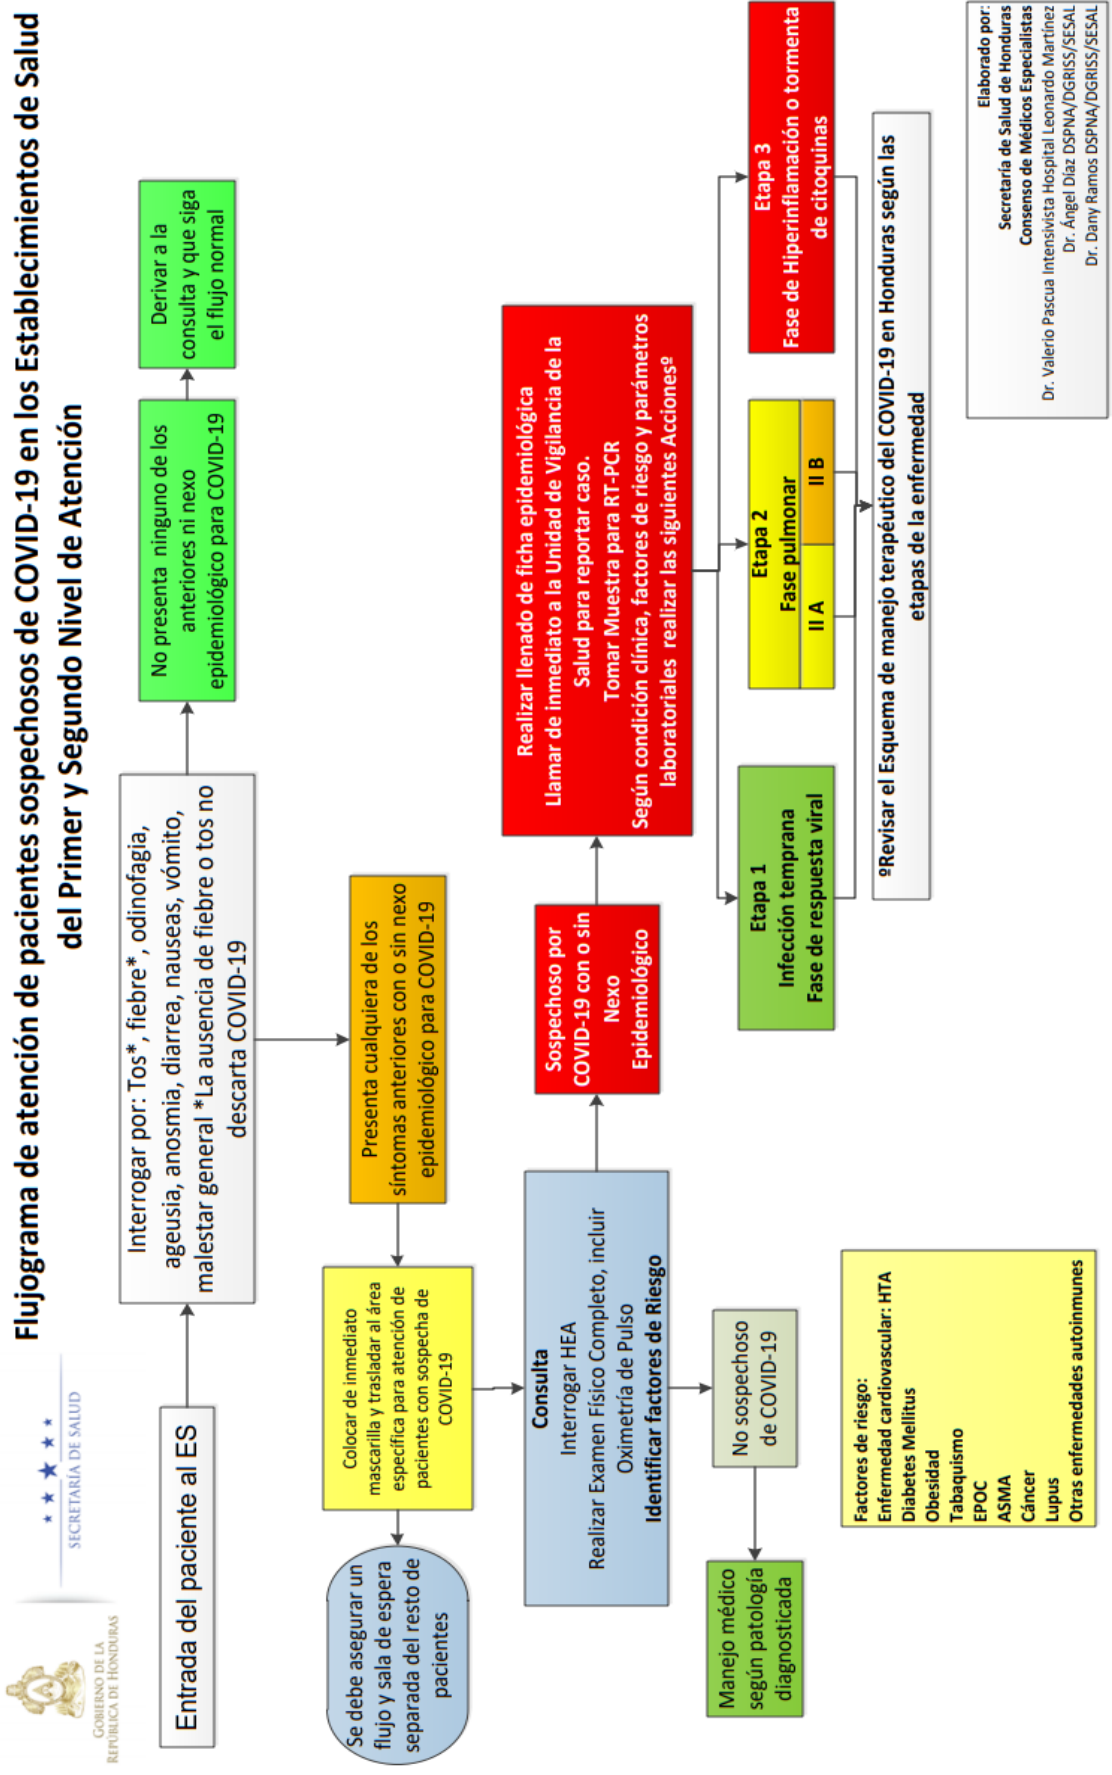 Flujograma de atención de pacientes sospechosos de COVID-19 en los Establecimientos de Salud
del Primer y Segundo Nivel de Atención
GOBIERNO DE LA
REPÚBLICA DE HONDURAS
SECRETARÍA DE SALUD
Entrada del paciente al ES
Interrogar por: Tos*, fiebre*, odinofagia,
ageusia, anosmia, diarrea, nauseas, vómito,
malestar general *La ausencia de fiebre o tos no
descarta COVID-19
No presenta ninguno de los
anteriores ni nexo
epidemiológico para COVID-19
Derivar a la
consulta y que siga
el flujo normal
Presenta cualquiera de los
síntomas anteriores con o sin nexo
epidemiológico para COVID-19
Colocar de inmediato
mascarilla y trasladar al área
específica para atención de
pacientes con sospecha de
COVID-19
Se debe asegurar un
flujo y sala de espera
separada del resto de
pacientes
Consulta
Interrogar HEA
Realizar Examen Físico Completo, incluir
Oximetría de Pulso
Identificar factores de Riesgo
Sospechoso por
COVID-19 con o sin
Nexo
Epidemiológico
Realizar llenado de ficha epidemiológica
Llamar de inmediato a la Unidad de Vigilancia de la
Salud para reportar caso.
Tomar Muestra para RT-PCR
Según condición clínica, factores de riesgo y parámetros
laboratoriales realizar las siguientes Accionesº
No sospechoso
de COVID-19
Manejo médico
según patología
diagnosticada
Etapa 1
Infección temprana
Fase de respuesta viral
Etapa 2
Fase pulmonar
II A
II B
Etapa 3
Fase de Hiperinflamación o tormenta
de citoquinas
ºRevisar el Esquema de manejo terapéutico del COVID-19 en Honduras según las
etapas de la enfermedad
Factores de riesgo:
Enfermedad cardiovascular: HTA
Diabetes Mellitus
Obesidad
Tabaquismo
EPOC
ASMA
Cáncer
Lupus
Otras enfermedades autoinmunes
Elaborado por:
Secretaría de Salud de Honduras
Consenso de Médicos Especialistas
Dr. Valerio Pascua Intensivista Hospital Leonardo Martínez
Dr. Ángel Díaz DSPNA/DGRISS/SESAL
Dr. Dany Ramos DSPNA/DGRISS/SESAL